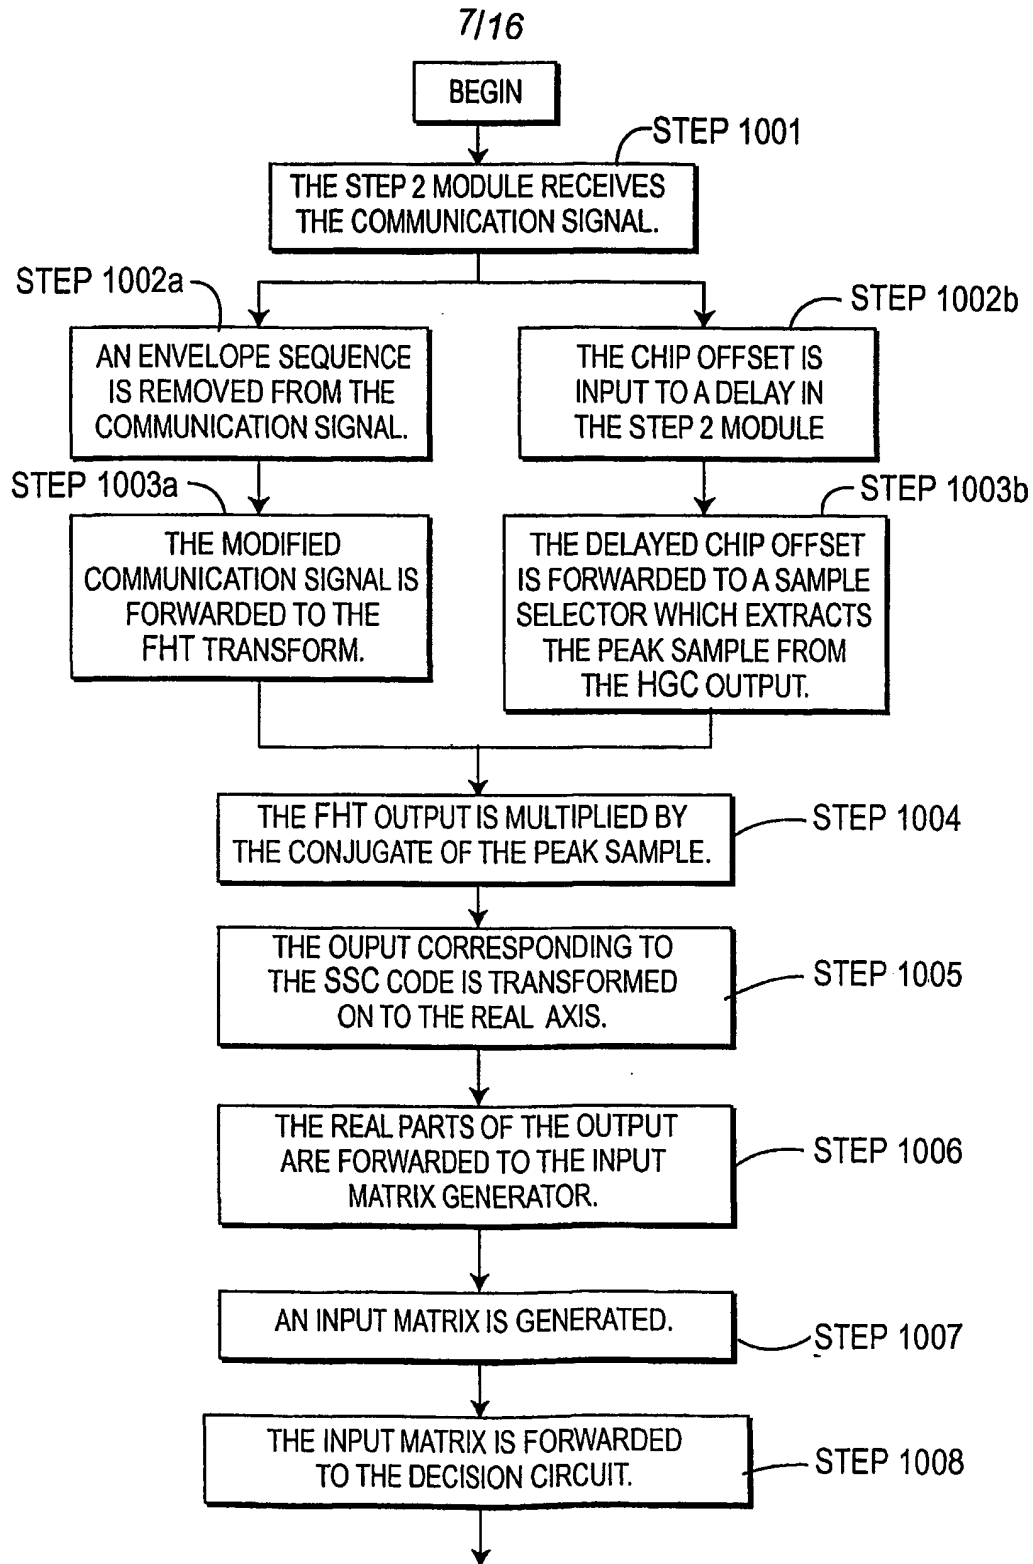 7/16
BEGIN
STEP 1001
THE STEP 2 MODULE RECEIVES
THE COMMUNICATION SIGNAL.
STEP 1002a
AN ENVELOPE SEQUENCE
IS REMOVED FROM THE
COMMUNICATION SIGNAL.
STEP 1002b
THE CHIP OFFSET IS
INPUT TO A DELAY IN
THE STEP 2 MODULE
STEP 1003a
THE MODIFIED
COMMUNICATION SIGNAL IS
FORWARDED TO THE
FHT TRANSFORM.
STEP 1003b
THE DELAYED CHIP OFFSET
IS FORWARDED TO A SAMPLE
SELECTOR WHICH EXTRACTS
THE PEAK SAMPLE FROM
THE HGC OUTPUT.
THE FHT OUTPUT IS MULTIPLIED BY
THE CONJUGATE OF THE PEAK SAMPLE.
STEP 1004
THE OUPUT CORRESPONDING TO
THE SSC CODE IS TRANSFORMED
ON TO THE REAL AXIS.
STEP 1005
THE REAL PARTS OF THE OUTPUT
ARE FORWARDED TO THE INPUT
MATRIX GENERATOR.
STEP 1006
AN INPUT MATRIX IS GENERATED.
STEP 1007
THE INPUT MATRIX IS FORWARDED
TO THE DECISION CIRCUIT.
STEP 1008